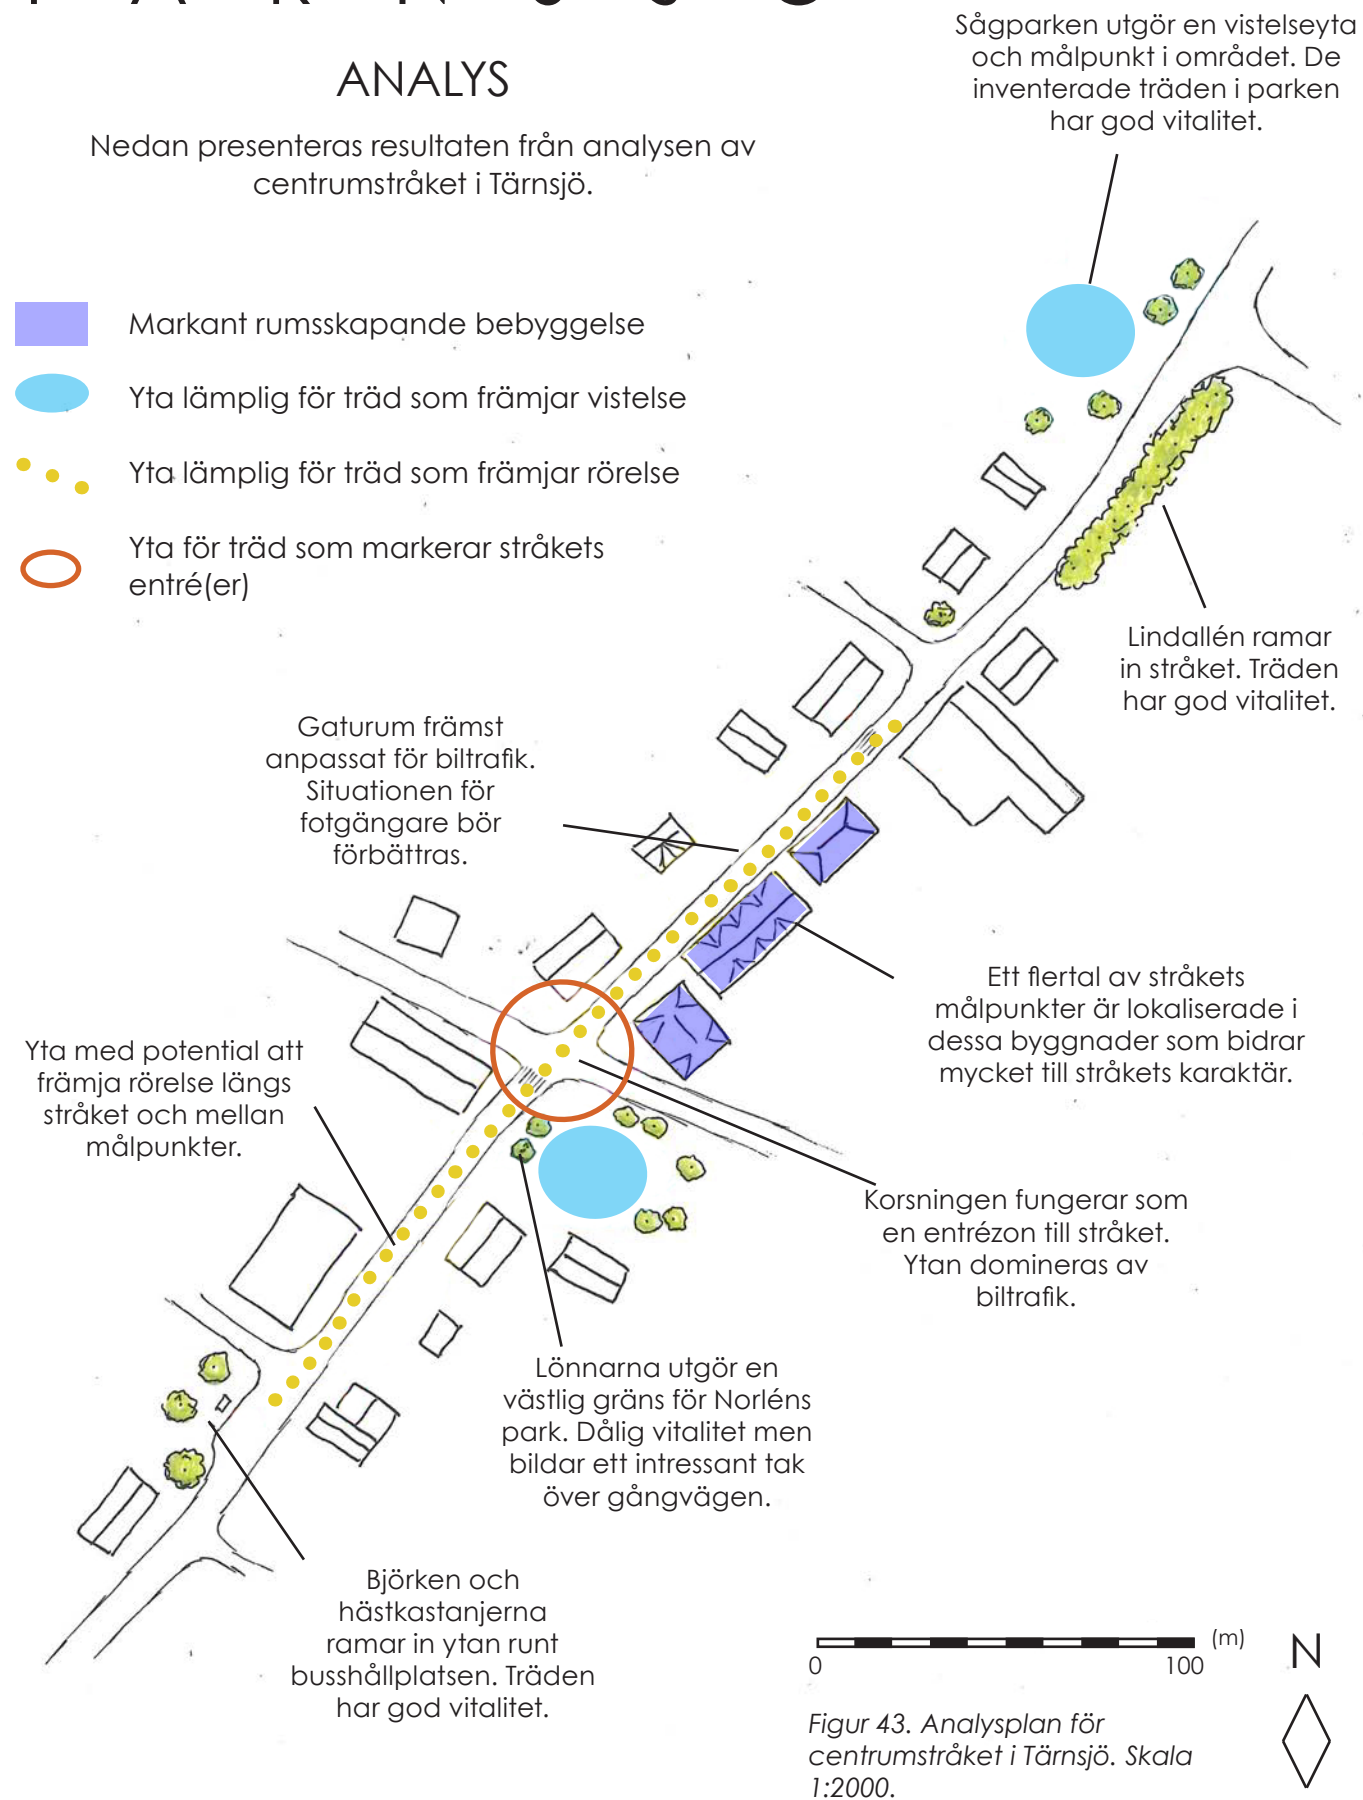 ANALYS
Nedan presenteras resultaten från analysen av
centrumstråket i Tärnsjö.
Sågparken utgör en vistelseyta
och målpunkt i området. De
inventerade träden i parken
har god vitalitet.
Markant rumsskapande bebyggelse
Yta lämplig för träd som främjar vistelse
Yta lämplig för träd som främjar rörelse
Yta för träd som markerar stråkets
entré(er)
Lindallén ramar
in stråket. Träden
har god vitalitet.
Gaturum främst
anpassat för biltrafik.
Situationen för
fotgängare bör
förbättras.
Ett flertal av stråkets
målpunkter är lokaliserade i
dessa byggnader som bidrar
mycket till stråkets karaktär.
Yta med potential att
främja rörelse längs
stråket och mellan
målpunkter.
Korsningen fungerar som
en entrézon till stråket.
Ytan domineras av
biltrafik.
Lönnarna utgör en
västlig gräns för Norléns
park. Dålig vitalitet men
bildar ett intressant tak
över gångvägen.
Björken och
hästkastanjerna
ramar in ytan runt
busshållplatsen. Träden
har god vitalitet.
(m)
0 100
N
Figur 43. Analysplan för
centrumstråket i Tärnsjö. Skala
1:2000.